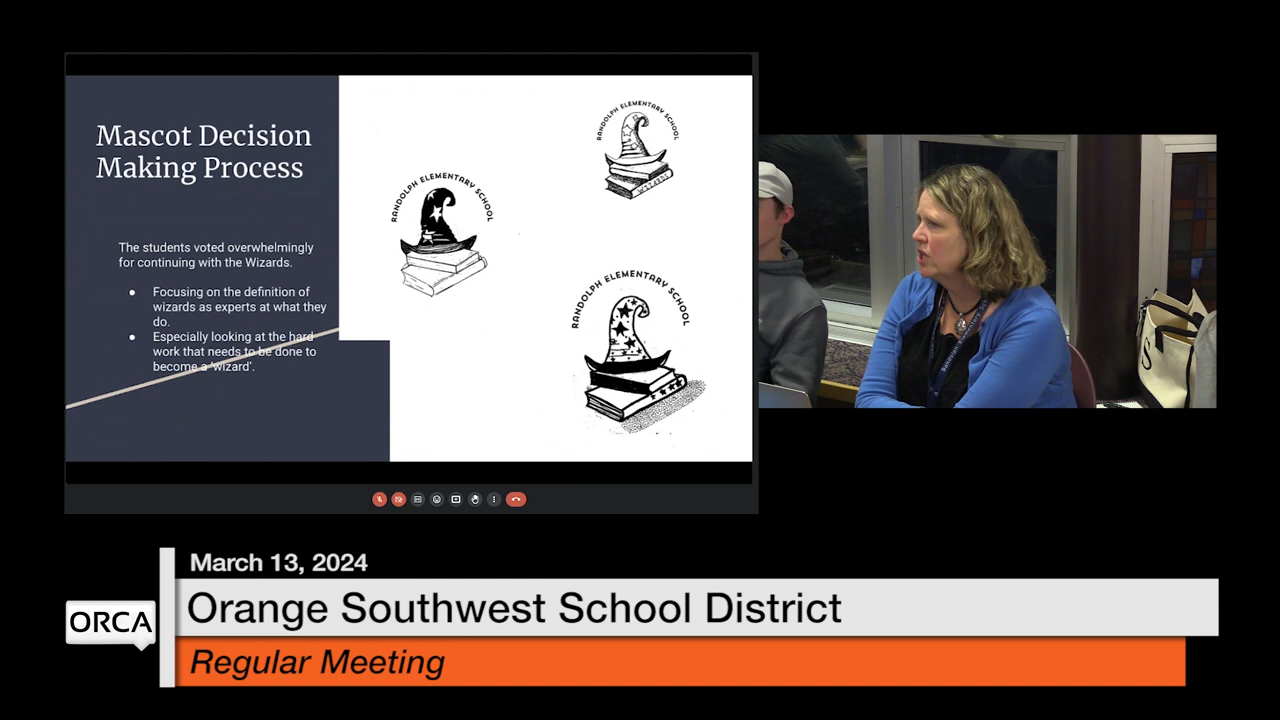 Mascot Decision
Making Process
The students voted overwhelmingly
for continuing with the Wizards.
● Focusing on the definition of
wizards as experts at what they
do.
● Especially looking at the hard
work that needs to be done to
become a 'wizard'.
RANDOLPH ELEMENTARY SCHOOL
RANDOLPH ELEMENTARY SCHOOL
WIZARDS
RANDOLPH ELEMENTARY SCHOOL
S
March 13, 2024
Orange Southwest School District
ORCA
Regular Meeting